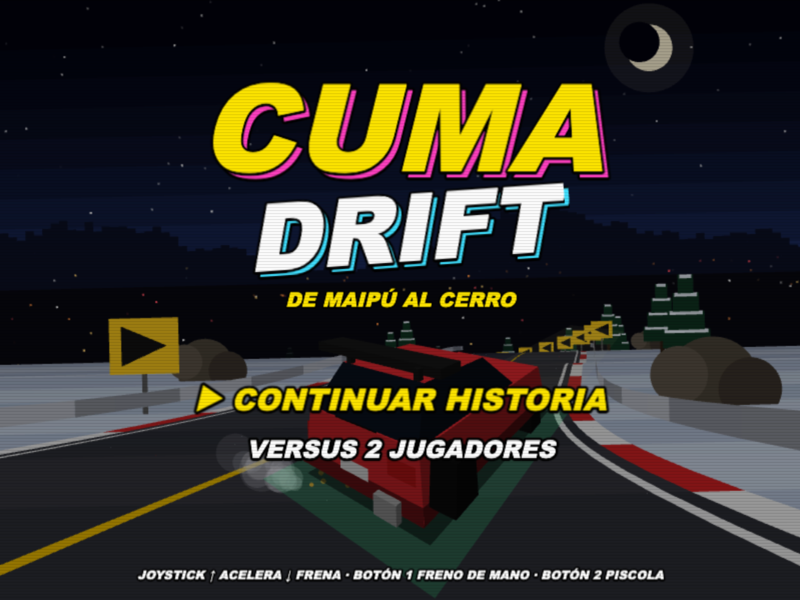 CUMA
DRIFT
DE MAIPÚ AL CERRO
CONTINUAR HISTORIA
VERSUS 2 JUGADORES
JOYSTICK ↑ ACELERA ↓ FRENA · BOTÓN 1 FRENO DE MANO · BOTÓN 2 PISCOLA